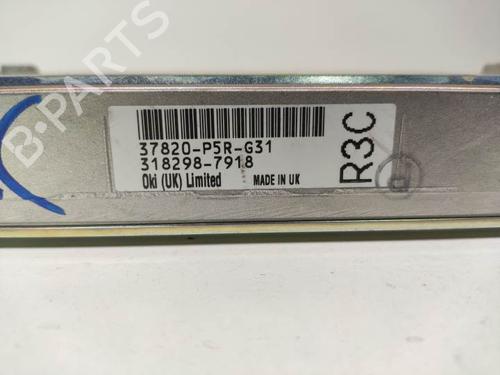 37820-P5R-G31
318298-7918
Oki (UK) Limited MADE IN UK
R3C
B-PARTS